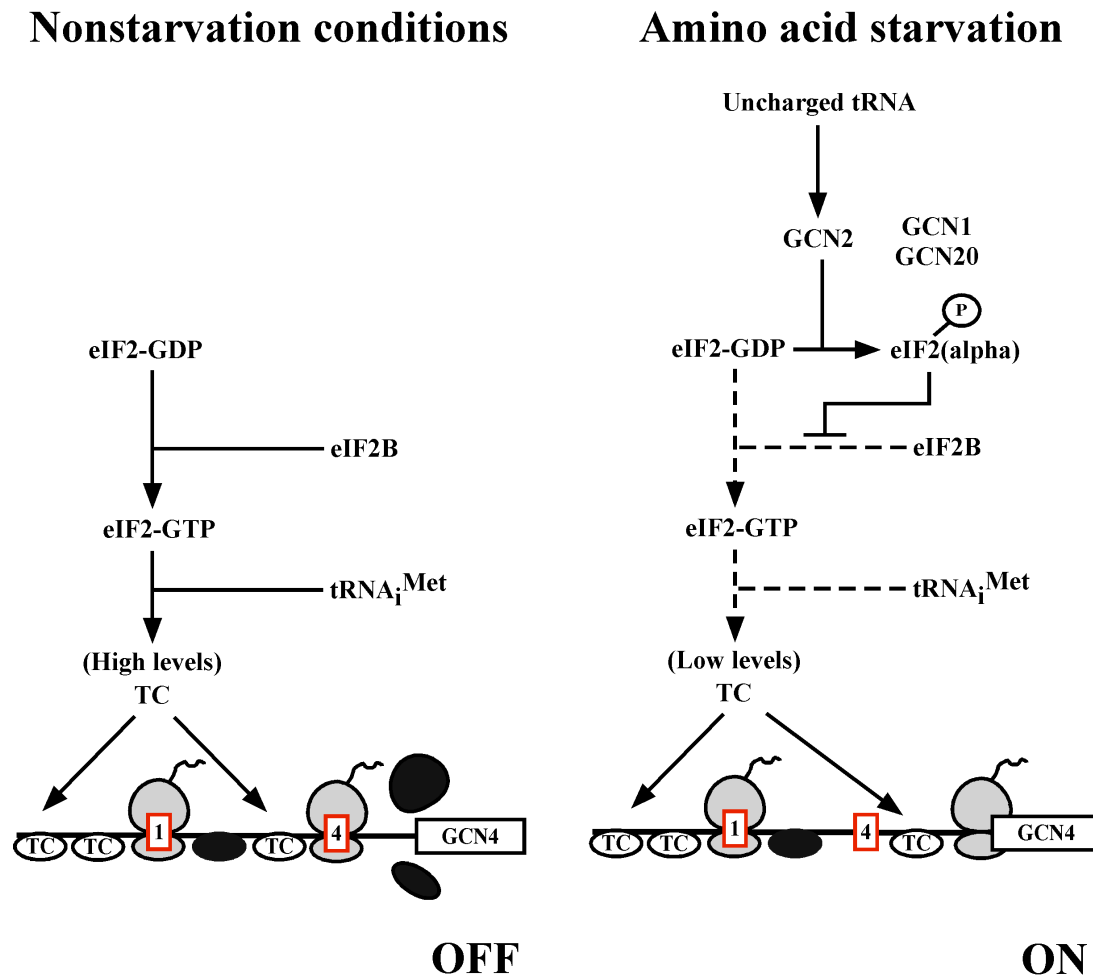 Nonstarvation conditions
eIF2-GDP
eIF2B
eIF2-GTP
tRNAiMet
(High levels)
TC
1
4
TC
TC
TC
GCN4
OFF
Amino acid starvation
Uncharged tRNA
GCN2
GCN1
GCN20
P
eIF2-GDP
eIF2(alpha)
eIF2B
eIF2-GTP
tRNAiMet
(Low levels)
TC
1
4
TC
TC
TC
GCN4
ON